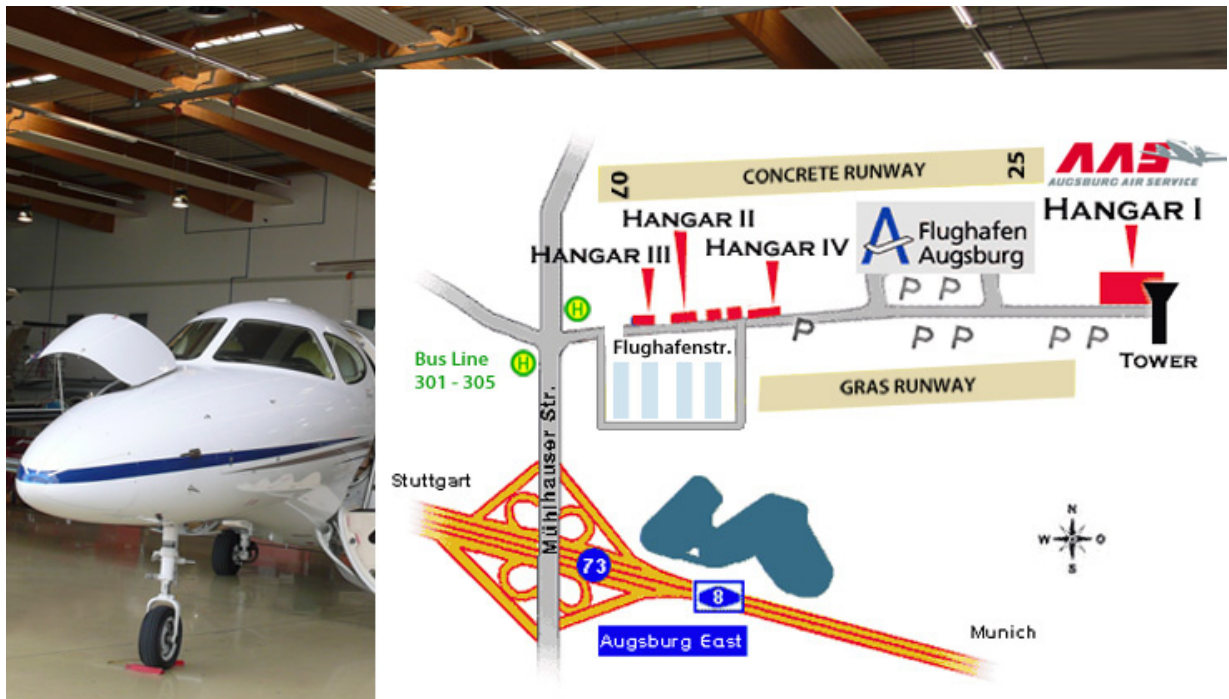 07
CONCRETE RUNWAY
25
AAS
AUGSBURG AIR SERVICE
HANGAR I
HANGAR II
HANGAR III
HANGAR IV
Flughafen
Augsburg
P P
P
P P
P P
H
H
Bus Line
301 - 305
Flughafenstr.
TOWER
GRAS RUNWAY
Mühlhauser Str.
Stuttgart
73
8
Augsburg East
Munich
N
W O
S